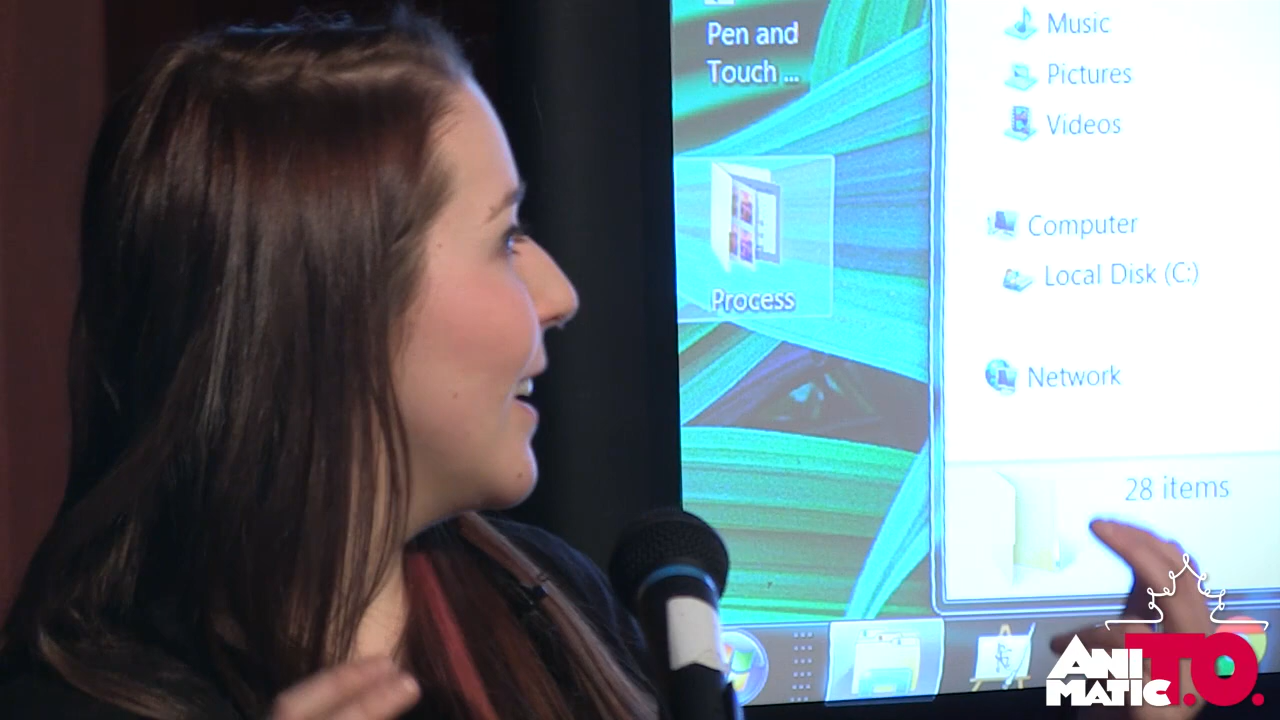 Pen and
Touch ...
Process
Music
Pictures
Videos
Computer
Local Disk (C:)
Network
28 items
ANI
MATIC T.O.